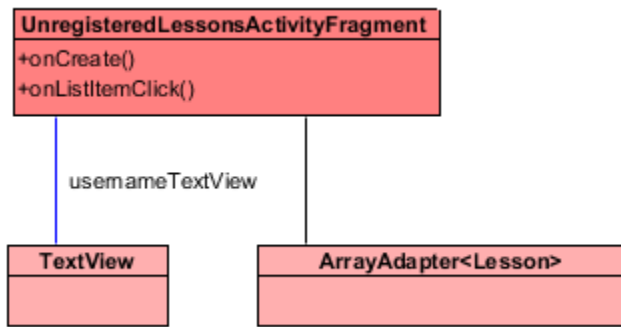 UnregisteredLessonsActivityFragment
+onCreate()
+onListItemClick()
usernameTextView
TextView
ArrayAdapter<Lesson>